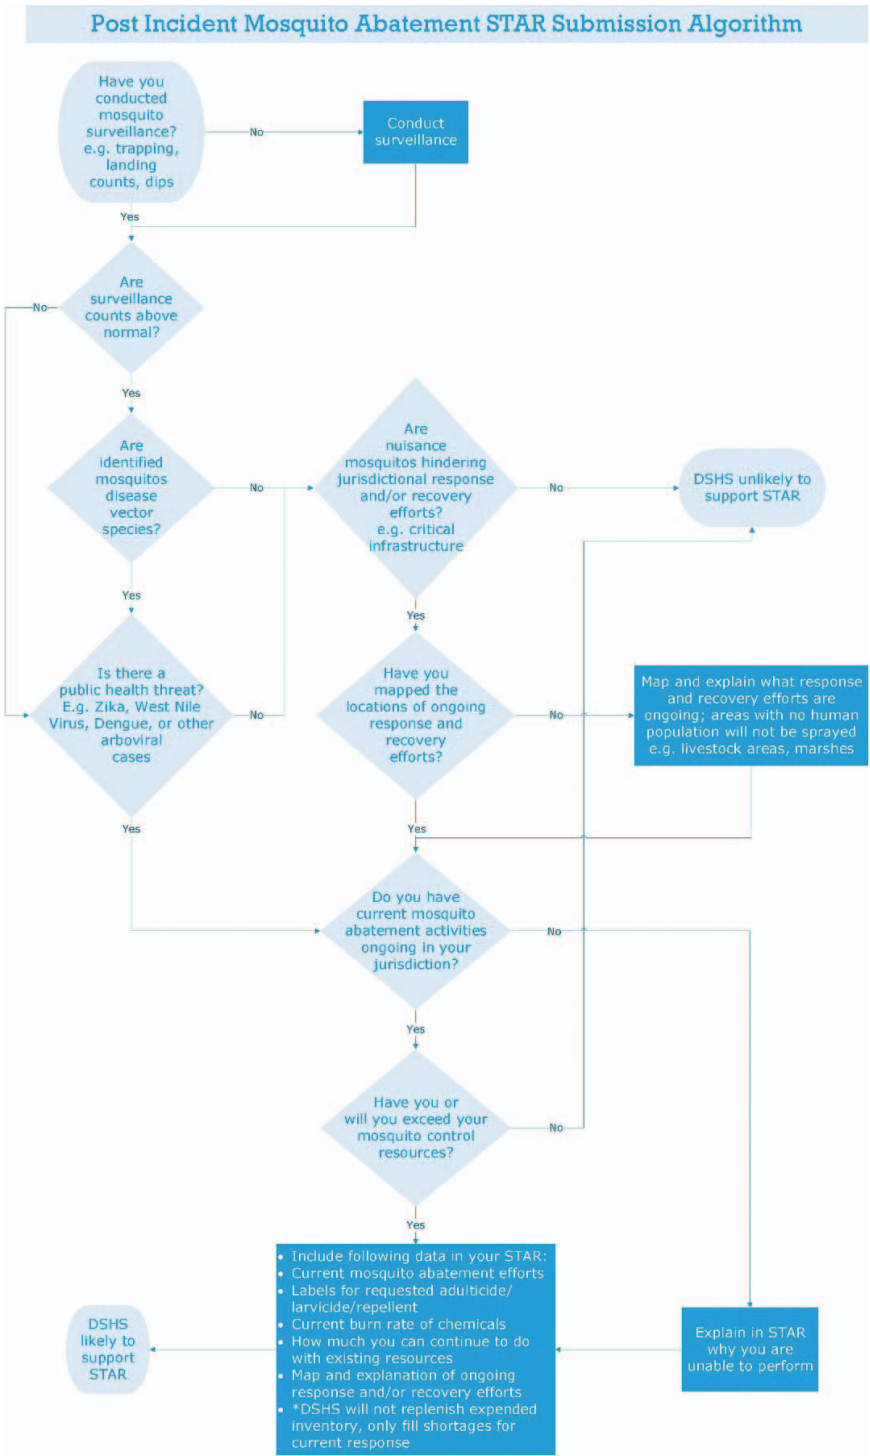 Post Incident Mosquito Abatement STAR Submission Algorithm
Have you
conducted
mosquito
surveillance?
e.g. trapping,
landing
counts, dips
No
Conduct
surveillance
Yes
Are
surveillance
counts above
normal?
No
Yes
Are
identified
mosquitos
disease
vector
species?
No
Are
nuisance
mosquitos hindering
jurisdictional response
and/or recovery
efforts?
e.g. critical
infrastructure
No
DSHS unlikely to
support STAR
Yes
Yes
Is there a
public health threat?
E.g. Zika, West Nile
Virus, Dengue, or other
arboviral
cases
No
Have you
mapped the
locations of ongoing
response and
recovery
efforts?
No
Map and explain what response
and recovery efforts are
ongoing; areas with no human
population will not be sprayed
e.g. livestock areas, marshes
Yes
Yes
Do you have
current mosquito
abatement activities
ongoing in your
jurisdiction?
No
Yes
Have you or
will you exceed your
mosquito control
resources?
No
Yes
• Include following data in your STAR:
• Current mosquito abatement efforts
• Labels for requested adulticide/
larvicide/repellent
• Current burn rate of chemicals
• How much you can continue to do
with existing resources
• Map and explanation of ongoing
response and/or recovery efforts
• *DSHS will not replenish expended
inventory, only fill shortages for
current response
DSHS
likely to
support
STAR
Explain in STAR
why you are
unable to perform